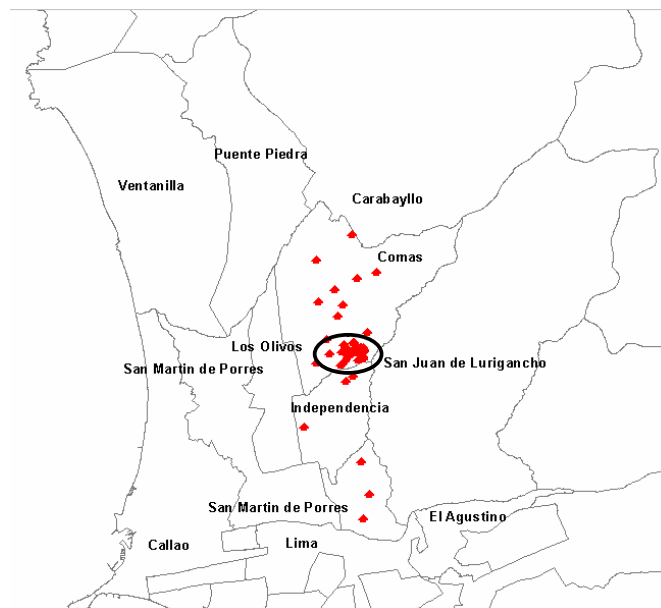 Puente Piedra
Ventanilla
Carabayllo
Comas
Los Olivos
San Juan de Lurigancho
San Martin de Porres
Independencia
San Martin de Porres
El Agustino
Callao
Lima